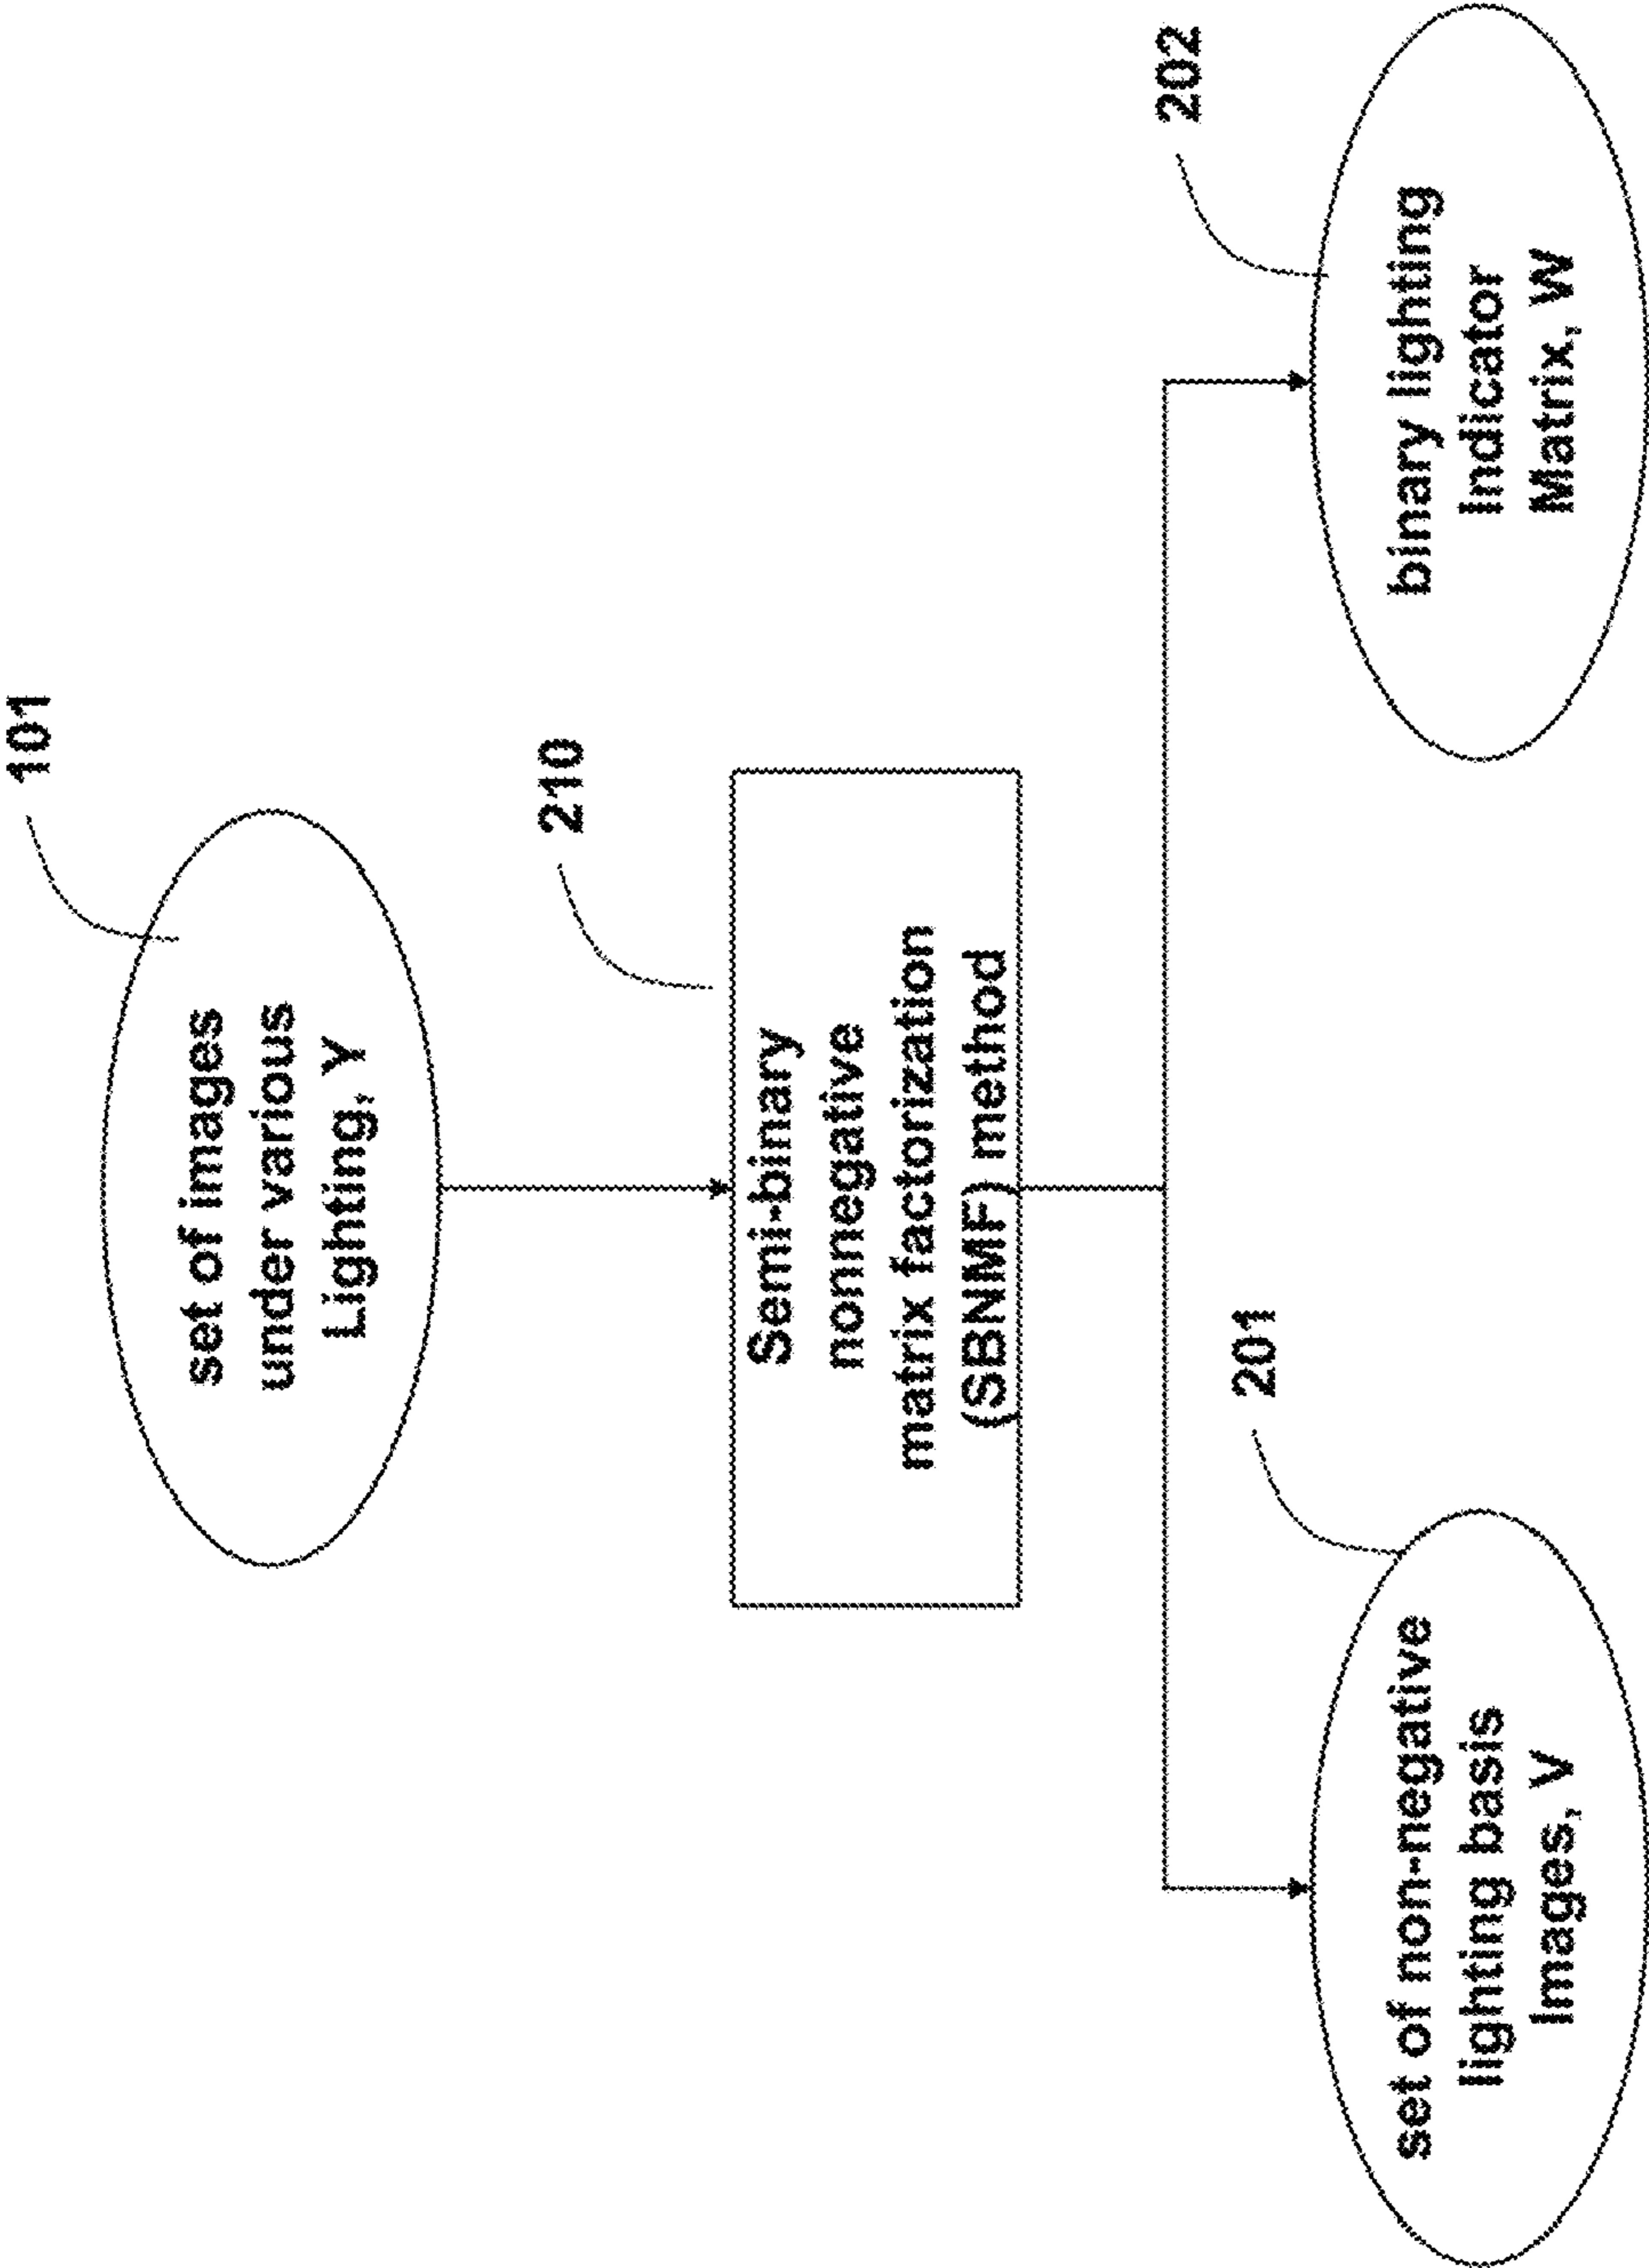 101
set of images
under various
Lighting, Y
210
Semi-binary
nonnegative
matrix factorization
(SBNMF) method
201
202
set of non-negative
lighting basis
Images, V
binary lighting
Indicator
Matrix, W